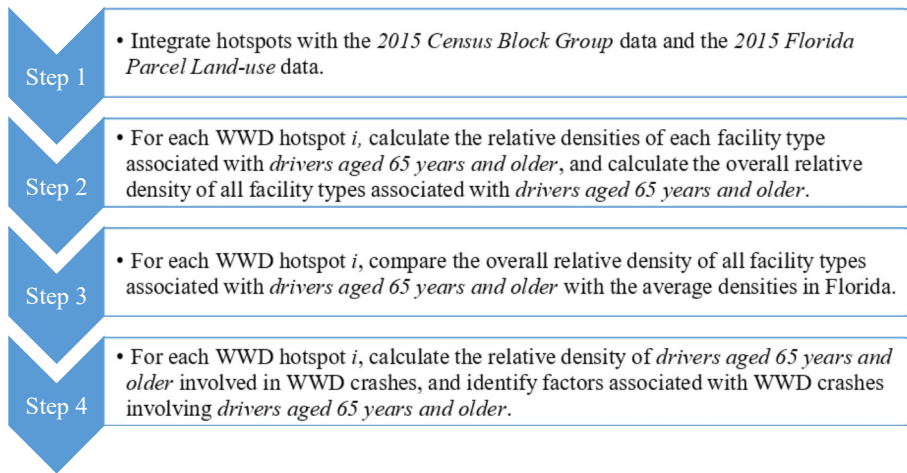 Step 1
• Integrate hotspots with the 2015 Census Block Group data and the 2015 Florida
Parcel Land-use data.
Step 2
• For each WWD hotspot i, calculate the relative densities of each facility type
associated with drivers aged 65 years and older, and calculate the overall relative
density of all facility types associated with drivers aged 65 years and older.
Step 3
• For each WWD hotspot i, compare the overall relative density of all facility types
associated with drivers aged 65 years and older with the average densities in Florida.
Step 4
• For each WWD hotspot i, calculate the relative density of drivers aged 65 years and
older involved in WWD crashes, and identify factors associated with WWD crashes
involving drivers aged 65 years and older.